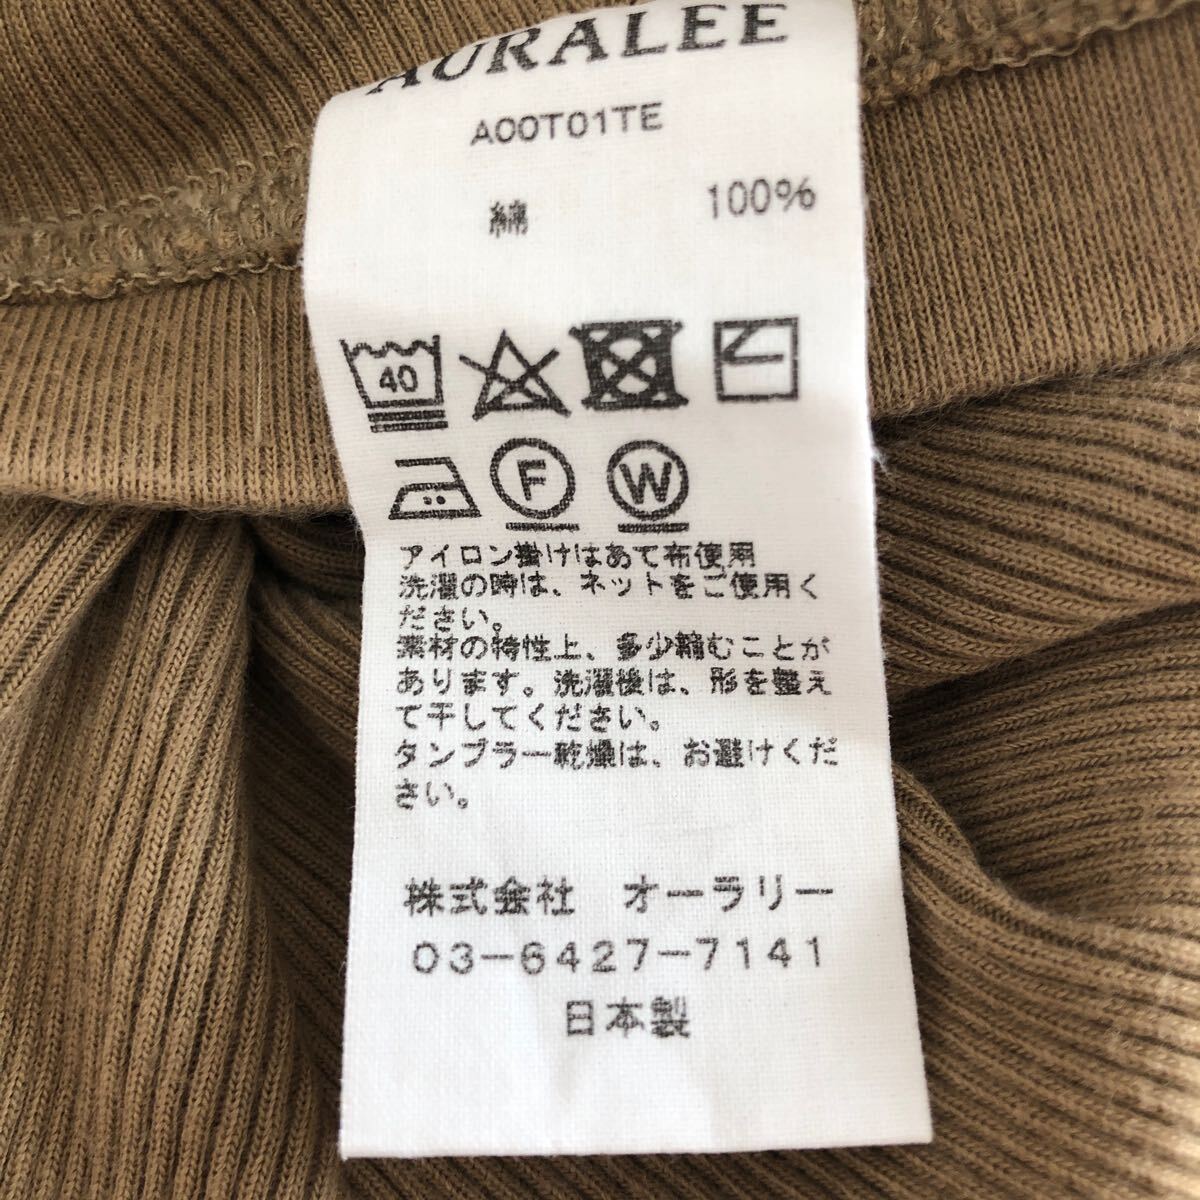 AURALEE
A00T01TE
綿 100%
40
F W
アイロン掛けはあて布使用
洗濯の時は、ネットをご使用く
ださい。
素材の特性上、多少縮むことが
あります。洗濯後は、形を整え
て干してください。
タンブラー乾燥は、お避けくだ
さい。
株式会社 オーラリー
03-6427-7141
日本製